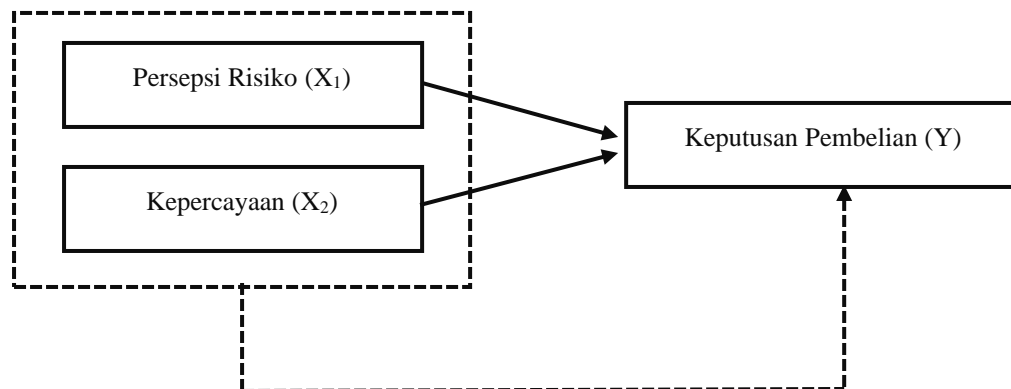 Persepsi Risiko (X₁)
Keputusan Pembelian (Y)
Kepercayaan (X₂)